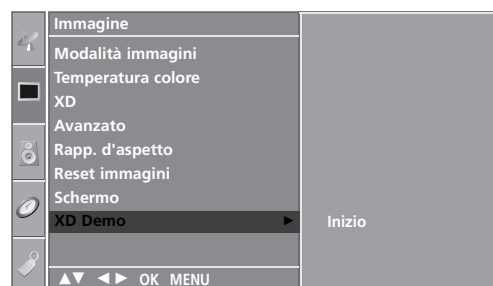 Immagine
Modalità immagini
Temperatura colore
XD
Avanzato
Rapp. d'aspetto
Reset immagini
Schermo
XD Demo ► Inizio
▲▼ ◄► OK MENU